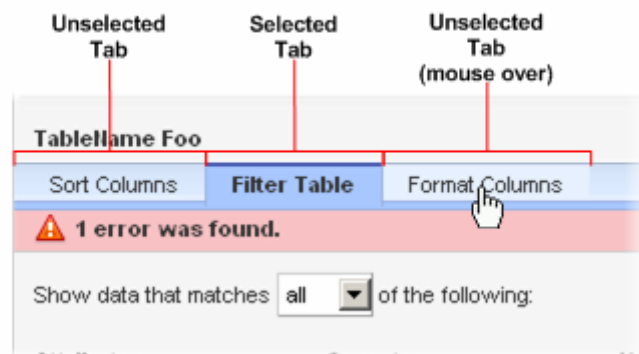 Unselected Tab
Selected Tab
Unselected Tab (mouse over)
TableName Foo
Sort Columns Filter Table Format Columns
1 error was found.
Show data that matches all of the following: